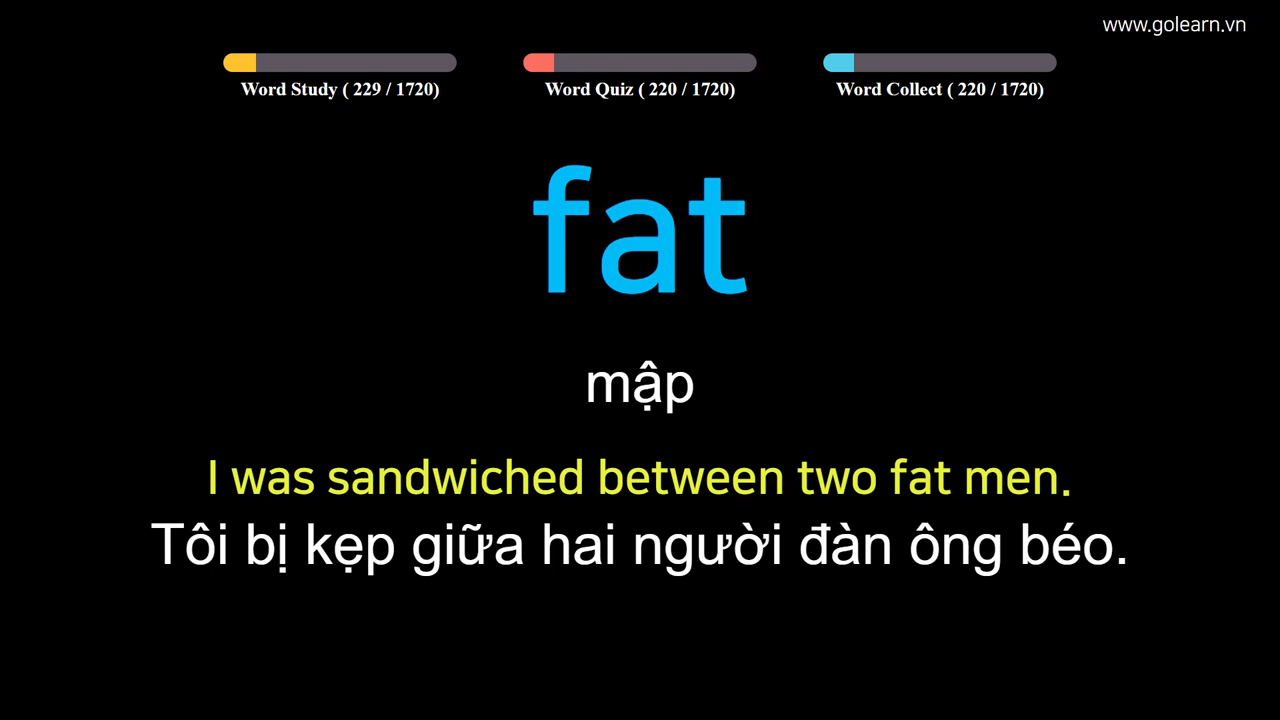 www.golearn.vn
Word Study ( 229 / 1720)
Word Quiz ( 220 / 1720)
Word Collect ( 220 / 1720)
fat
mập
I was sandwiched between two fat men.
Tôi bị kẹp giữa hai người đàn ông béo.